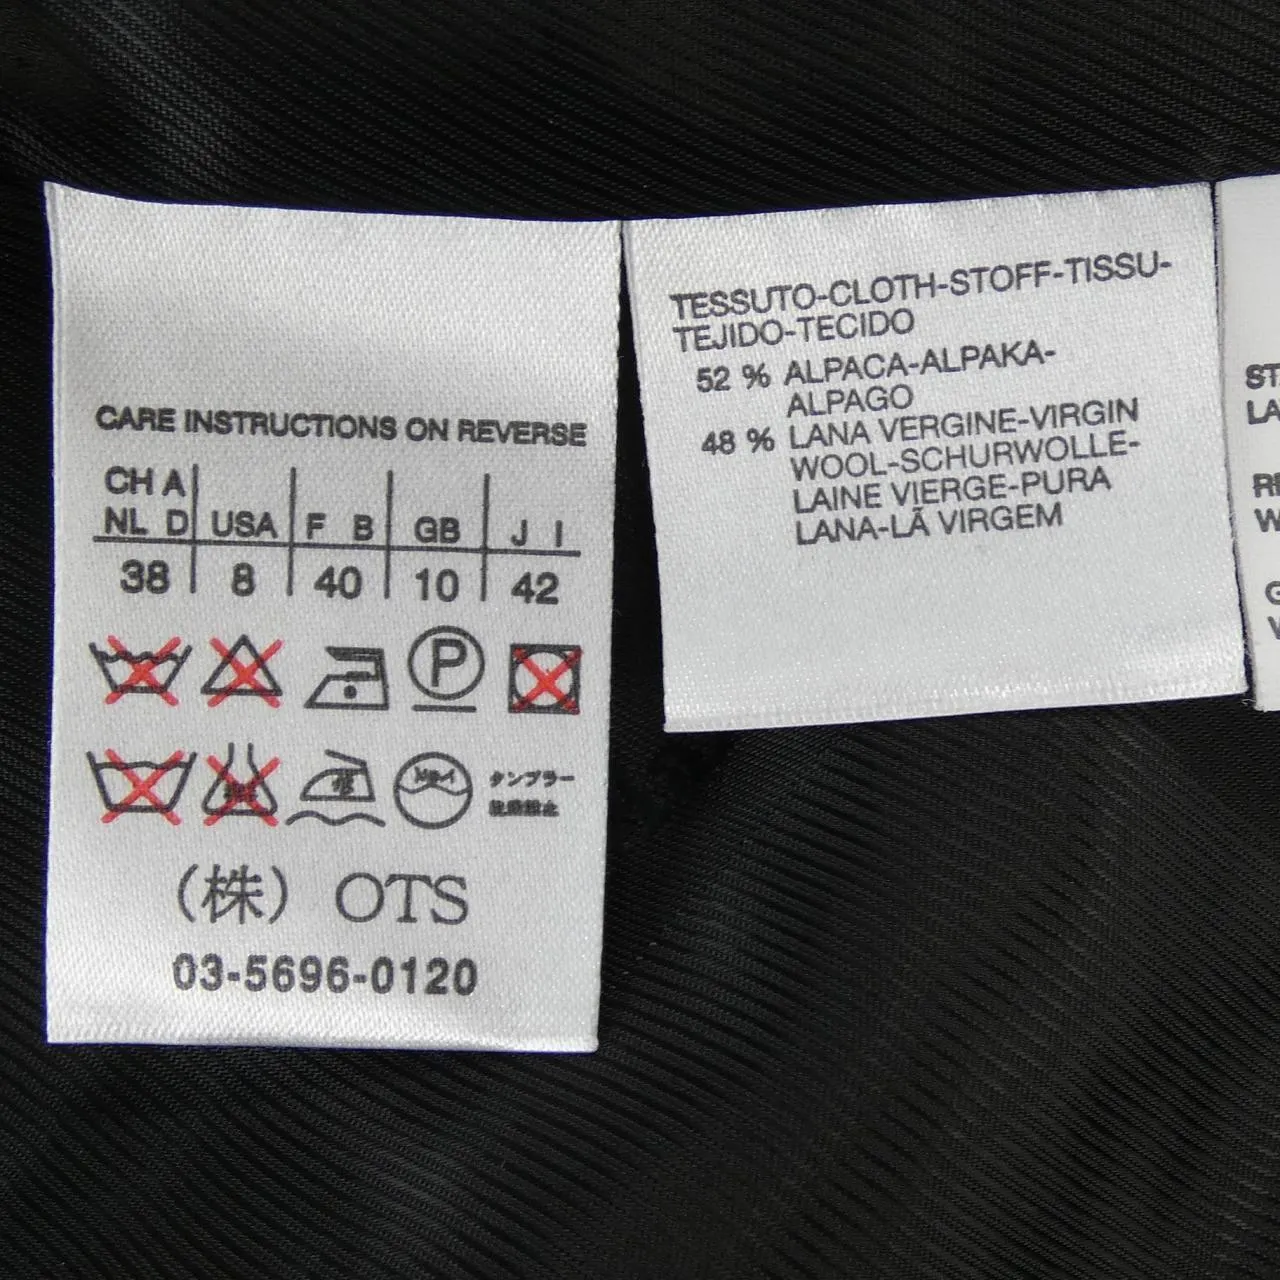 CARE INSTRUCTIONS ON REVERSE
CH A
NL D USA F B GB J I
38 8 40 10 42
P
タンブラー
（株） OTS
03-5696-0120
TESSUTO-CLOTH-STOFF-TISSU-
TEJIDO-TECIDO
52 % ALPACA-ALPAKA-
ALPAGO
48 % LANA VERGINE-VIRGIN
WOOL-SCHURWOLLE-
LAINE VIERGE-PURA
LANA-LÃ VIRGEM
LA